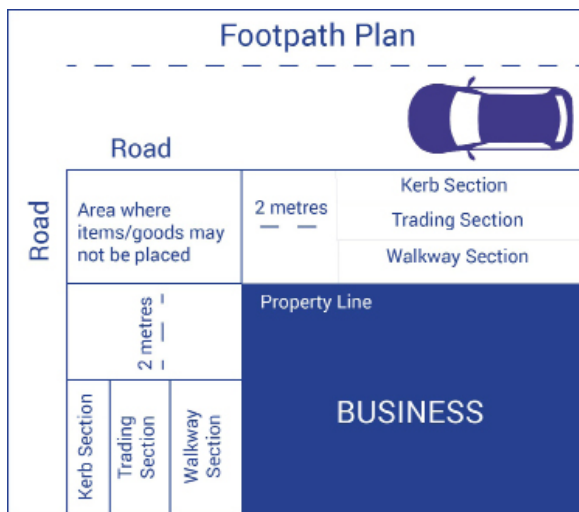 Footpath Plan
Road
Road
Area where
items/goods may
not be placed
2 metres
Kerb Section
Trading Section
Walkway Section
2 metres
Property Line
BUSINESS
Kerb Section
Trading
Section
Walkway
Section